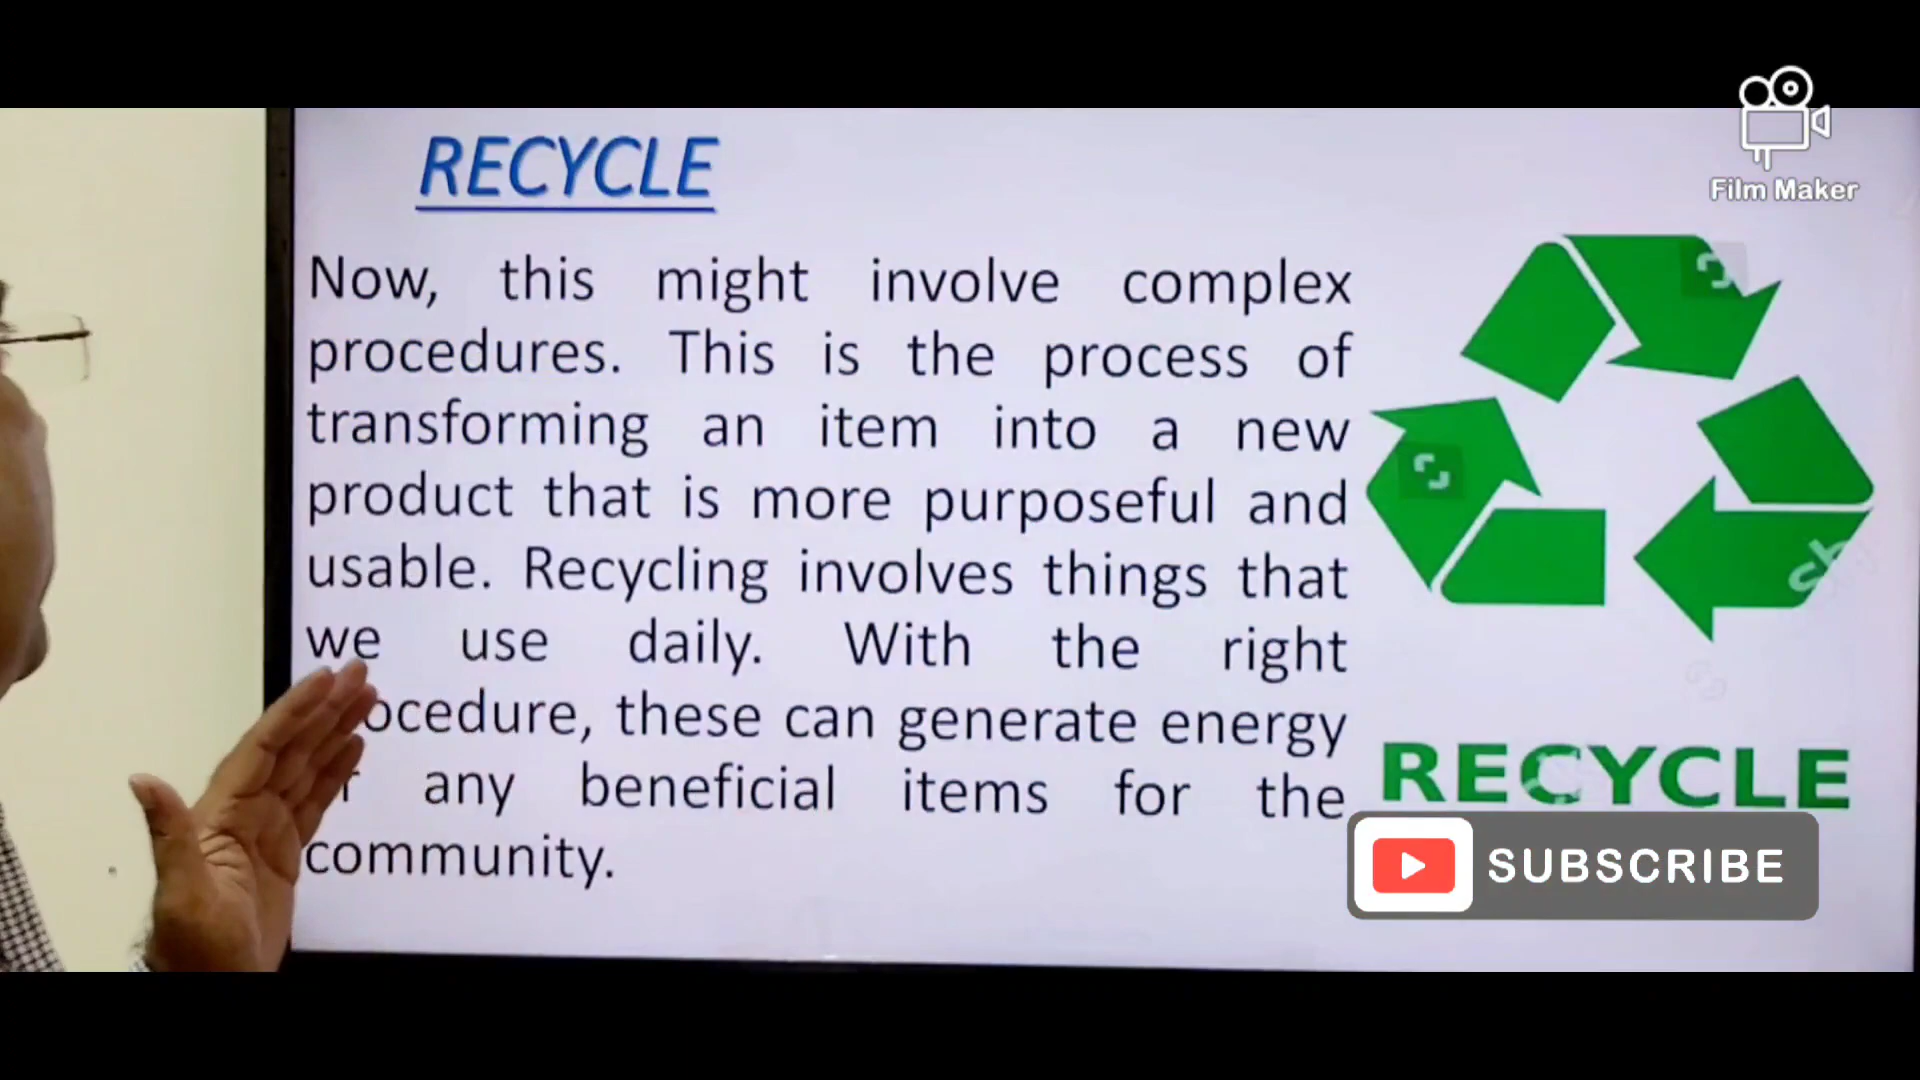 RECYCLE
Film Maker
Now, this might involve complex
procedures. This is the process of
transforming an item into a new
product that is more purposeful and
usable. Recycling involves things that
we use daily. With the right
ocedure, these can generate energy
any beneficial items for the
community.
RECYCLE
SUBSCRIBE